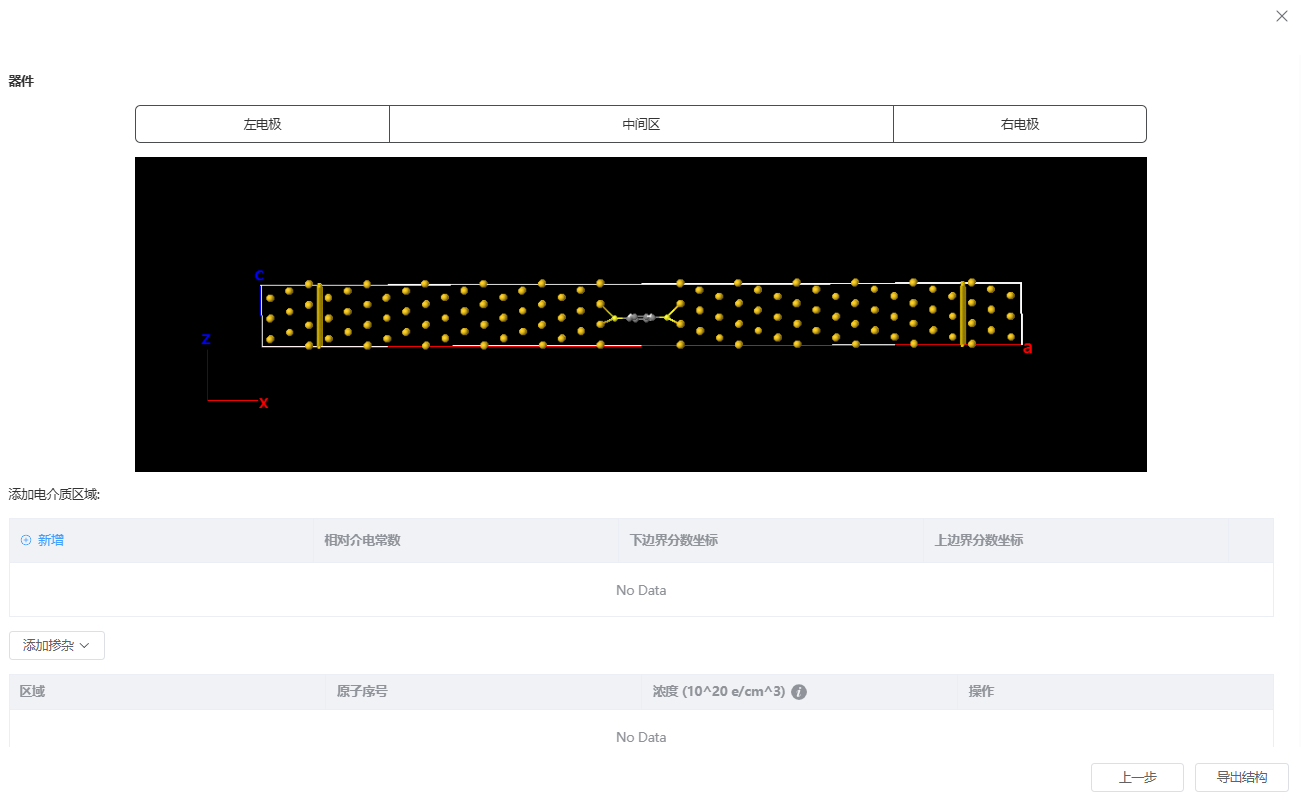 器件
左电极 中间区 右电极
c
z
a
x
添加电介质区域:
新增 相对介电常数 下边界分数坐标 上边界分数坐标
No Data
添加掺杂
区域 原子序号 浓度 (10^20 e/cm^3) i 操作
No Data
上一步 导出结构